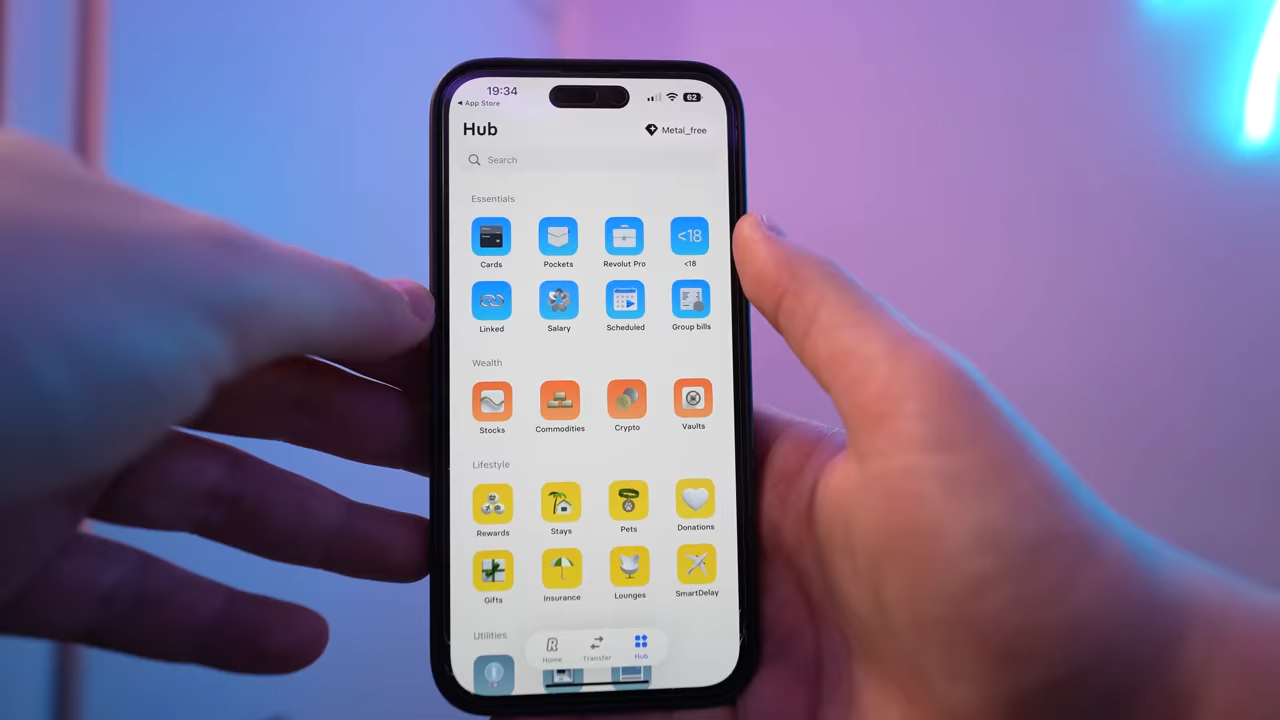 19:34
62
◀ App Store
Hub
Metal_free
Search
Essentials
Cards Pockets Revolut Pro <18
<18
Linked Salary Scheduled Group bills
Wealth
Stocks Commodities Crypto Vaults
Lifestyle
Rewards Stays Pets Donations
Gifts Insurance Lounges SmartDelay
Utilities
Home Transfer Hub